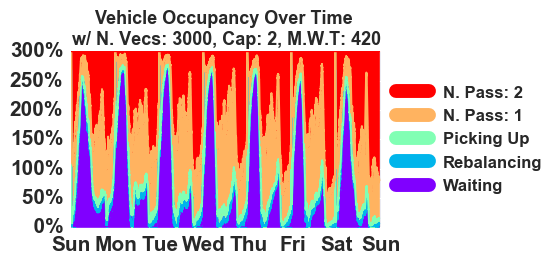 Vehicle Occupancy Over Time
w/ N. Vecs: 3000, Cap: 2, M.W.T: 420
300%
250%
200%
150%
100%
50%
0%
Sun Mon Tue Wed Thu Fri Sat Sun
N. Pass: 2
N. Pass: 1
Picking Up
Rebalancing
Waiting